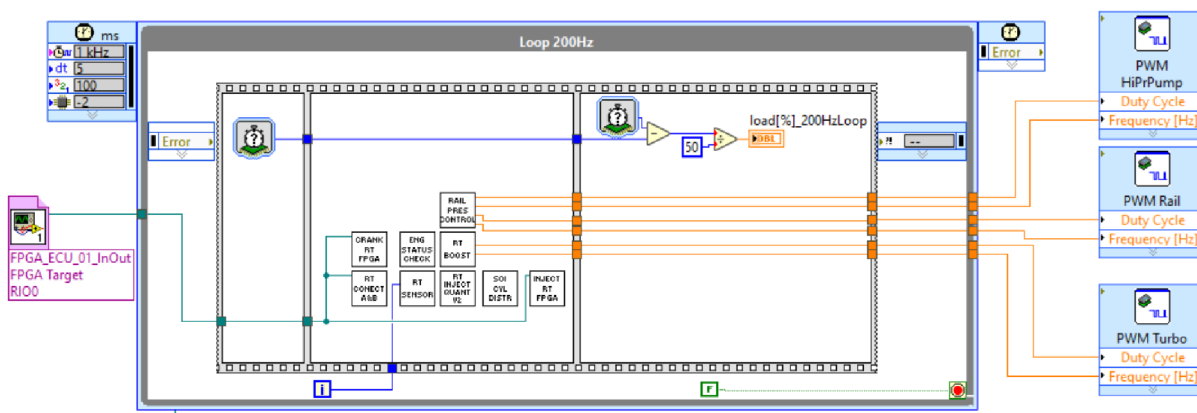 ms
1 kHz
dt 5
321 100
-2
Error
Loop 200Hz
Error
load[%]_200HzLoop
50
DBL
--
RAIL
PRES
CONTROL
CRANK
RT
FPGA
ENG
STATUS
CHECK
RT
BOOST
RT
CONECT
A&B
RT
SENSOR
RT
INJECT
QUANT
V2
SOI
CYL
DISTR
INJECT
RT
FPGA
i
F
1
FPGA_ECU_01_InOut
FPGA Target
RIO0
PWM
HiPrPump
Duty Cycle
Frequency [Hz]
PWM Rail
Duty Cycle
Frequency [Hz]
PWM Turbo
Duty Cycle
Frequency [Hz]